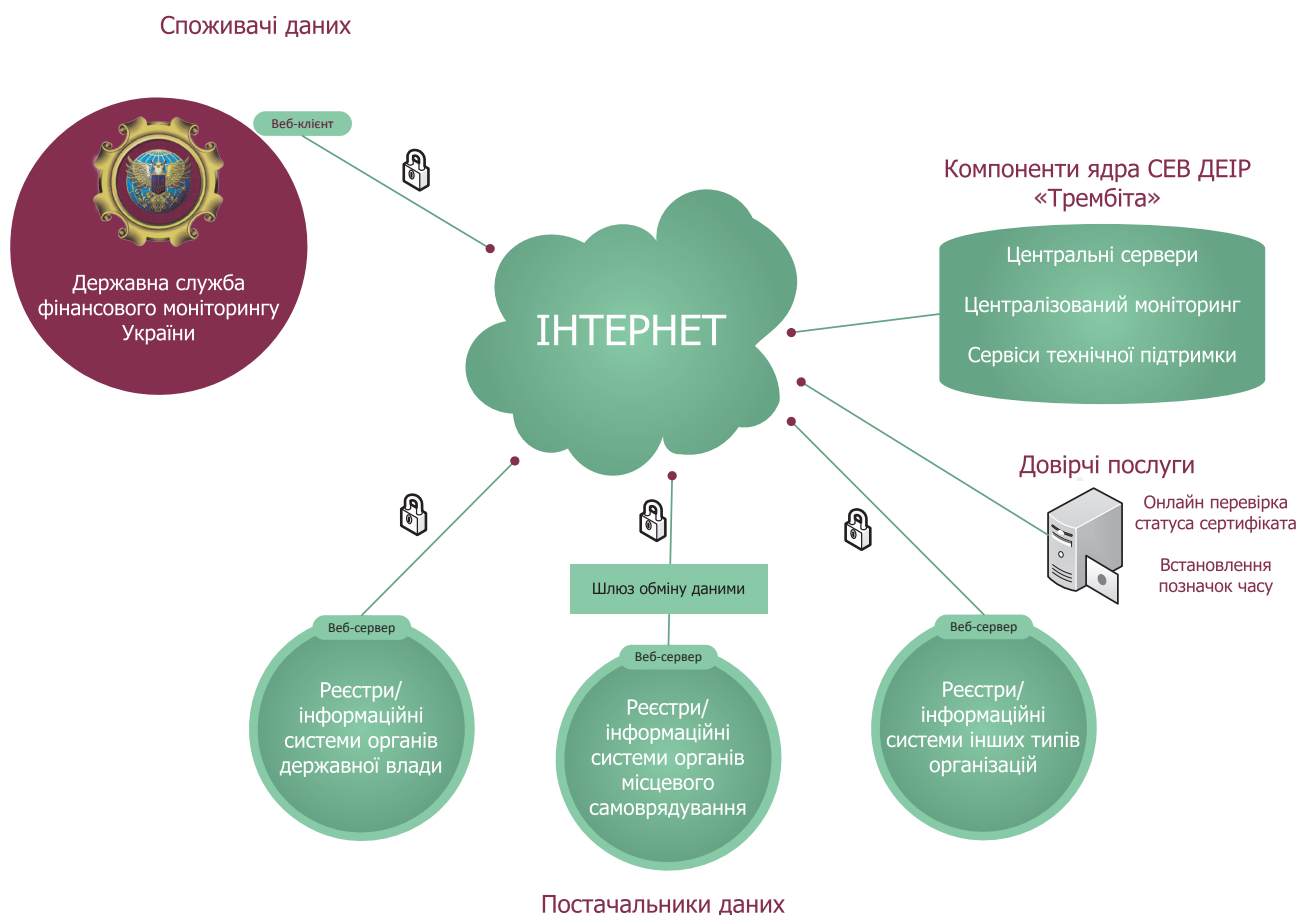 Споживачі даних
Веб-клієнт
Державна служба
фінансового моніторингу
України
ІНТЕРНЕТ
Компоненти ядра СЕВ ДЕІР
«Трембіта»
Центральні сервери
Централізований моніторинг
Сервіси технічної підтримки
Довірчі послуги
Онлайн перевірка
статуса сертифіката
Встановлення
позначок часу
Шлюз обміну даними
Веб-сервер
Реєстри/
інформаційні
системи органів
державної влади
Веб-сервер
Реєстри/
інформаційні
системи органів
місцевого
самоврядування
Веб-сервер
Реєстри/
інформаційні
системи інших типів
організацій
Постачальники даних